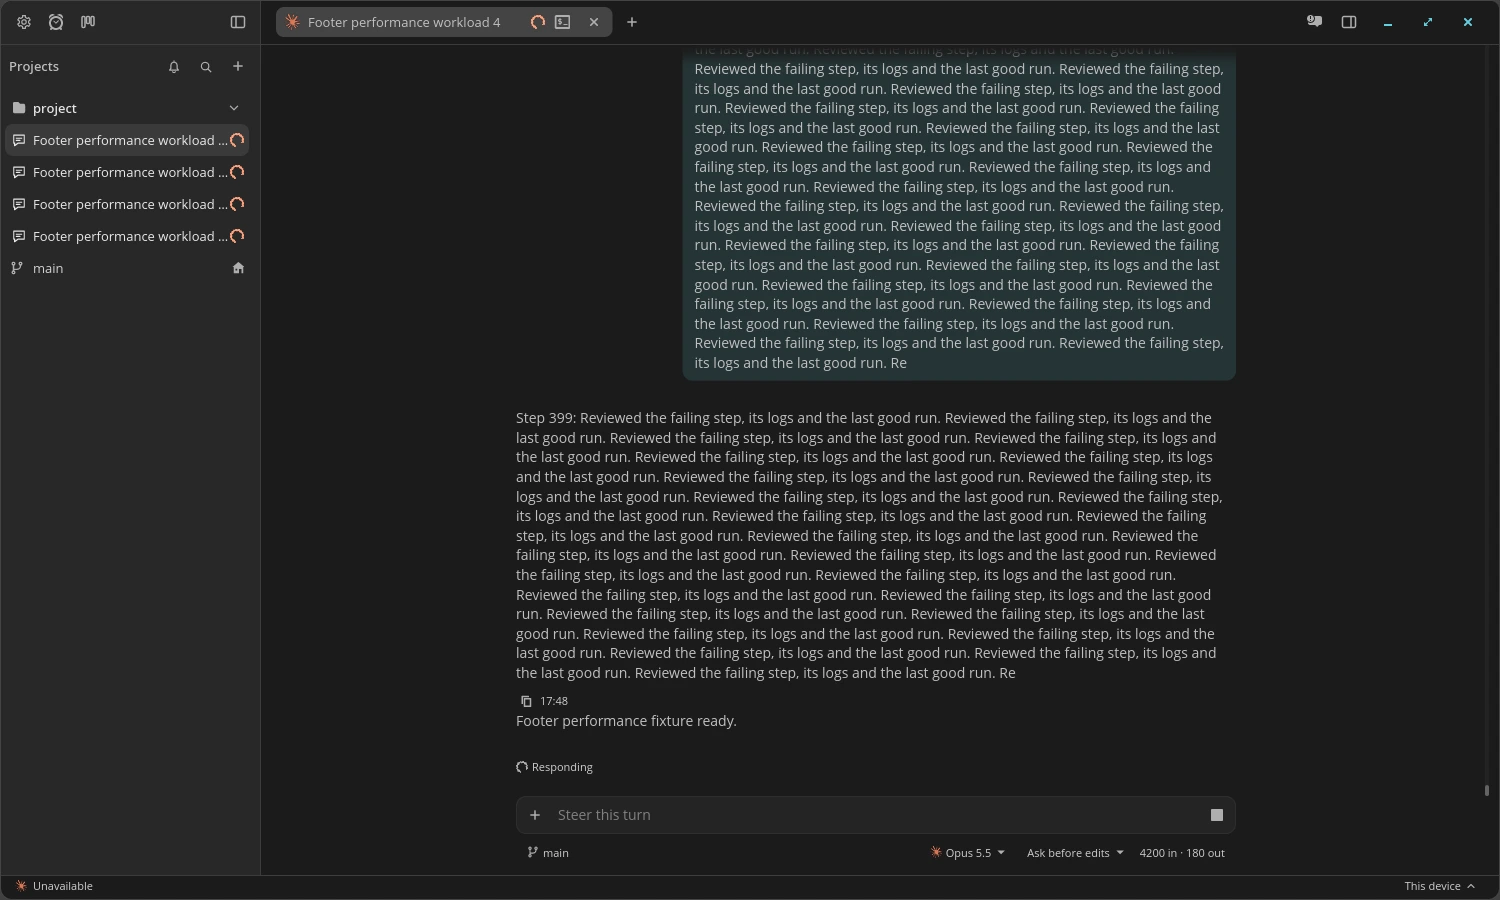 Footer performance workload 4
Projects
project
Footer performance workload ...
Footer performance workload ...
Footer performance workload ...
Footer performance workload ...
main
the last good run. Reviewed the failing step, its logs and the last good run.
Reviewed the failing step, its logs and the last good run. Reviewed the failing step,
its logs and the last good run. Reviewed the failing step, its logs and the last good
run. Reviewed the failing step, its logs and the last good run. Reviewed the failing
step, its logs and the last good run. Reviewed the failing step, its logs and the last
good run. Reviewed the failing step, its logs and the last good run. Reviewed the
failing step, its logs and the last good run. Reviewed the failing step, its logs and
the last good run. Reviewed the failing step, its logs and the last good run.
Reviewed the failing step, its logs and the last good run. Reviewed the failing step,
its logs and the last good run. Reviewed the failing step, its logs and the last good
run. Reviewed the failing step, its logs and the last good run. Reviewed the failing
step, its logs and the last good run. Reviewed the failing step, its logs and the last
good run. Reviewed the failing step, its logs and the last good run. Reviewed the
failing step, its logs and the last good run. Reviewed the failing step, its logs and
the last good run. Reviewed the failing step, its logs and the last good run.
Reviewed the failing step, its logs and the last good run. Reviewed the failing step,
its logs and the last good run. Re
Step 399: Reviewed the failing step, its logs and the last good run. Reviewed the failing step, its logs and the
last good run. Reviewed the failing step, its logs and the last good run. Reviewed the failing step, its logs and
the last good run. Reviewed the failing step, its logs and the last good run. Reviewed the failing step, its logs
and the last good run. Reviewed the failing step, its logs and the last good run. Reviewed the failing step, its
logs and the last good run. Reviewed the failing step, its logs and the last good run. Reviewed the failing step,
its logs and the last good run. Reviewed the failing step, its logs and the last good run. Reviewed the failing
step, its logs and the last good run. Reviewed the failing step, its logs and the last good run. Reviewed the
failing step, its logs and the last good run. Reviewed the failing step, its logs and the last good run. Reviewed
the failing step, its logs and the last good run. Reviewed the failing step, its logs and the last good run.
Reviewed the failing step, its logs and the last good run. Reviewed the failing step, its logs and the last good
run. Reviewed the failing step, its logs and the last good run. Reviewed the failing step, its logs and the last
good run. Reviewed the failing step, its logs and the last good run. Reviewed the failing step, its logs and the
last good run. Reviewed the failing step, its logs and the last good run. Reviewed the failing step, its logs and
the last good run. Reviewed the failing step, its logs and the last good run. Re
17:48
Footer performance fixture ready.
Responding
Steer this turn
main
Opus 5.5
Ask before edits
4200 in · 180 out
Unavailable
This device